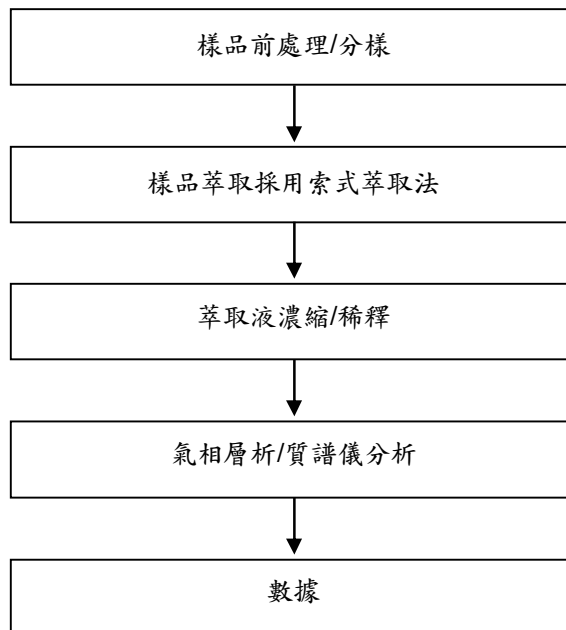 樣品前處理/分樣
樣品萃取採用索式萃取法
萃取液濃縮/稀釋
氣相層析/質譜儀分析
數據